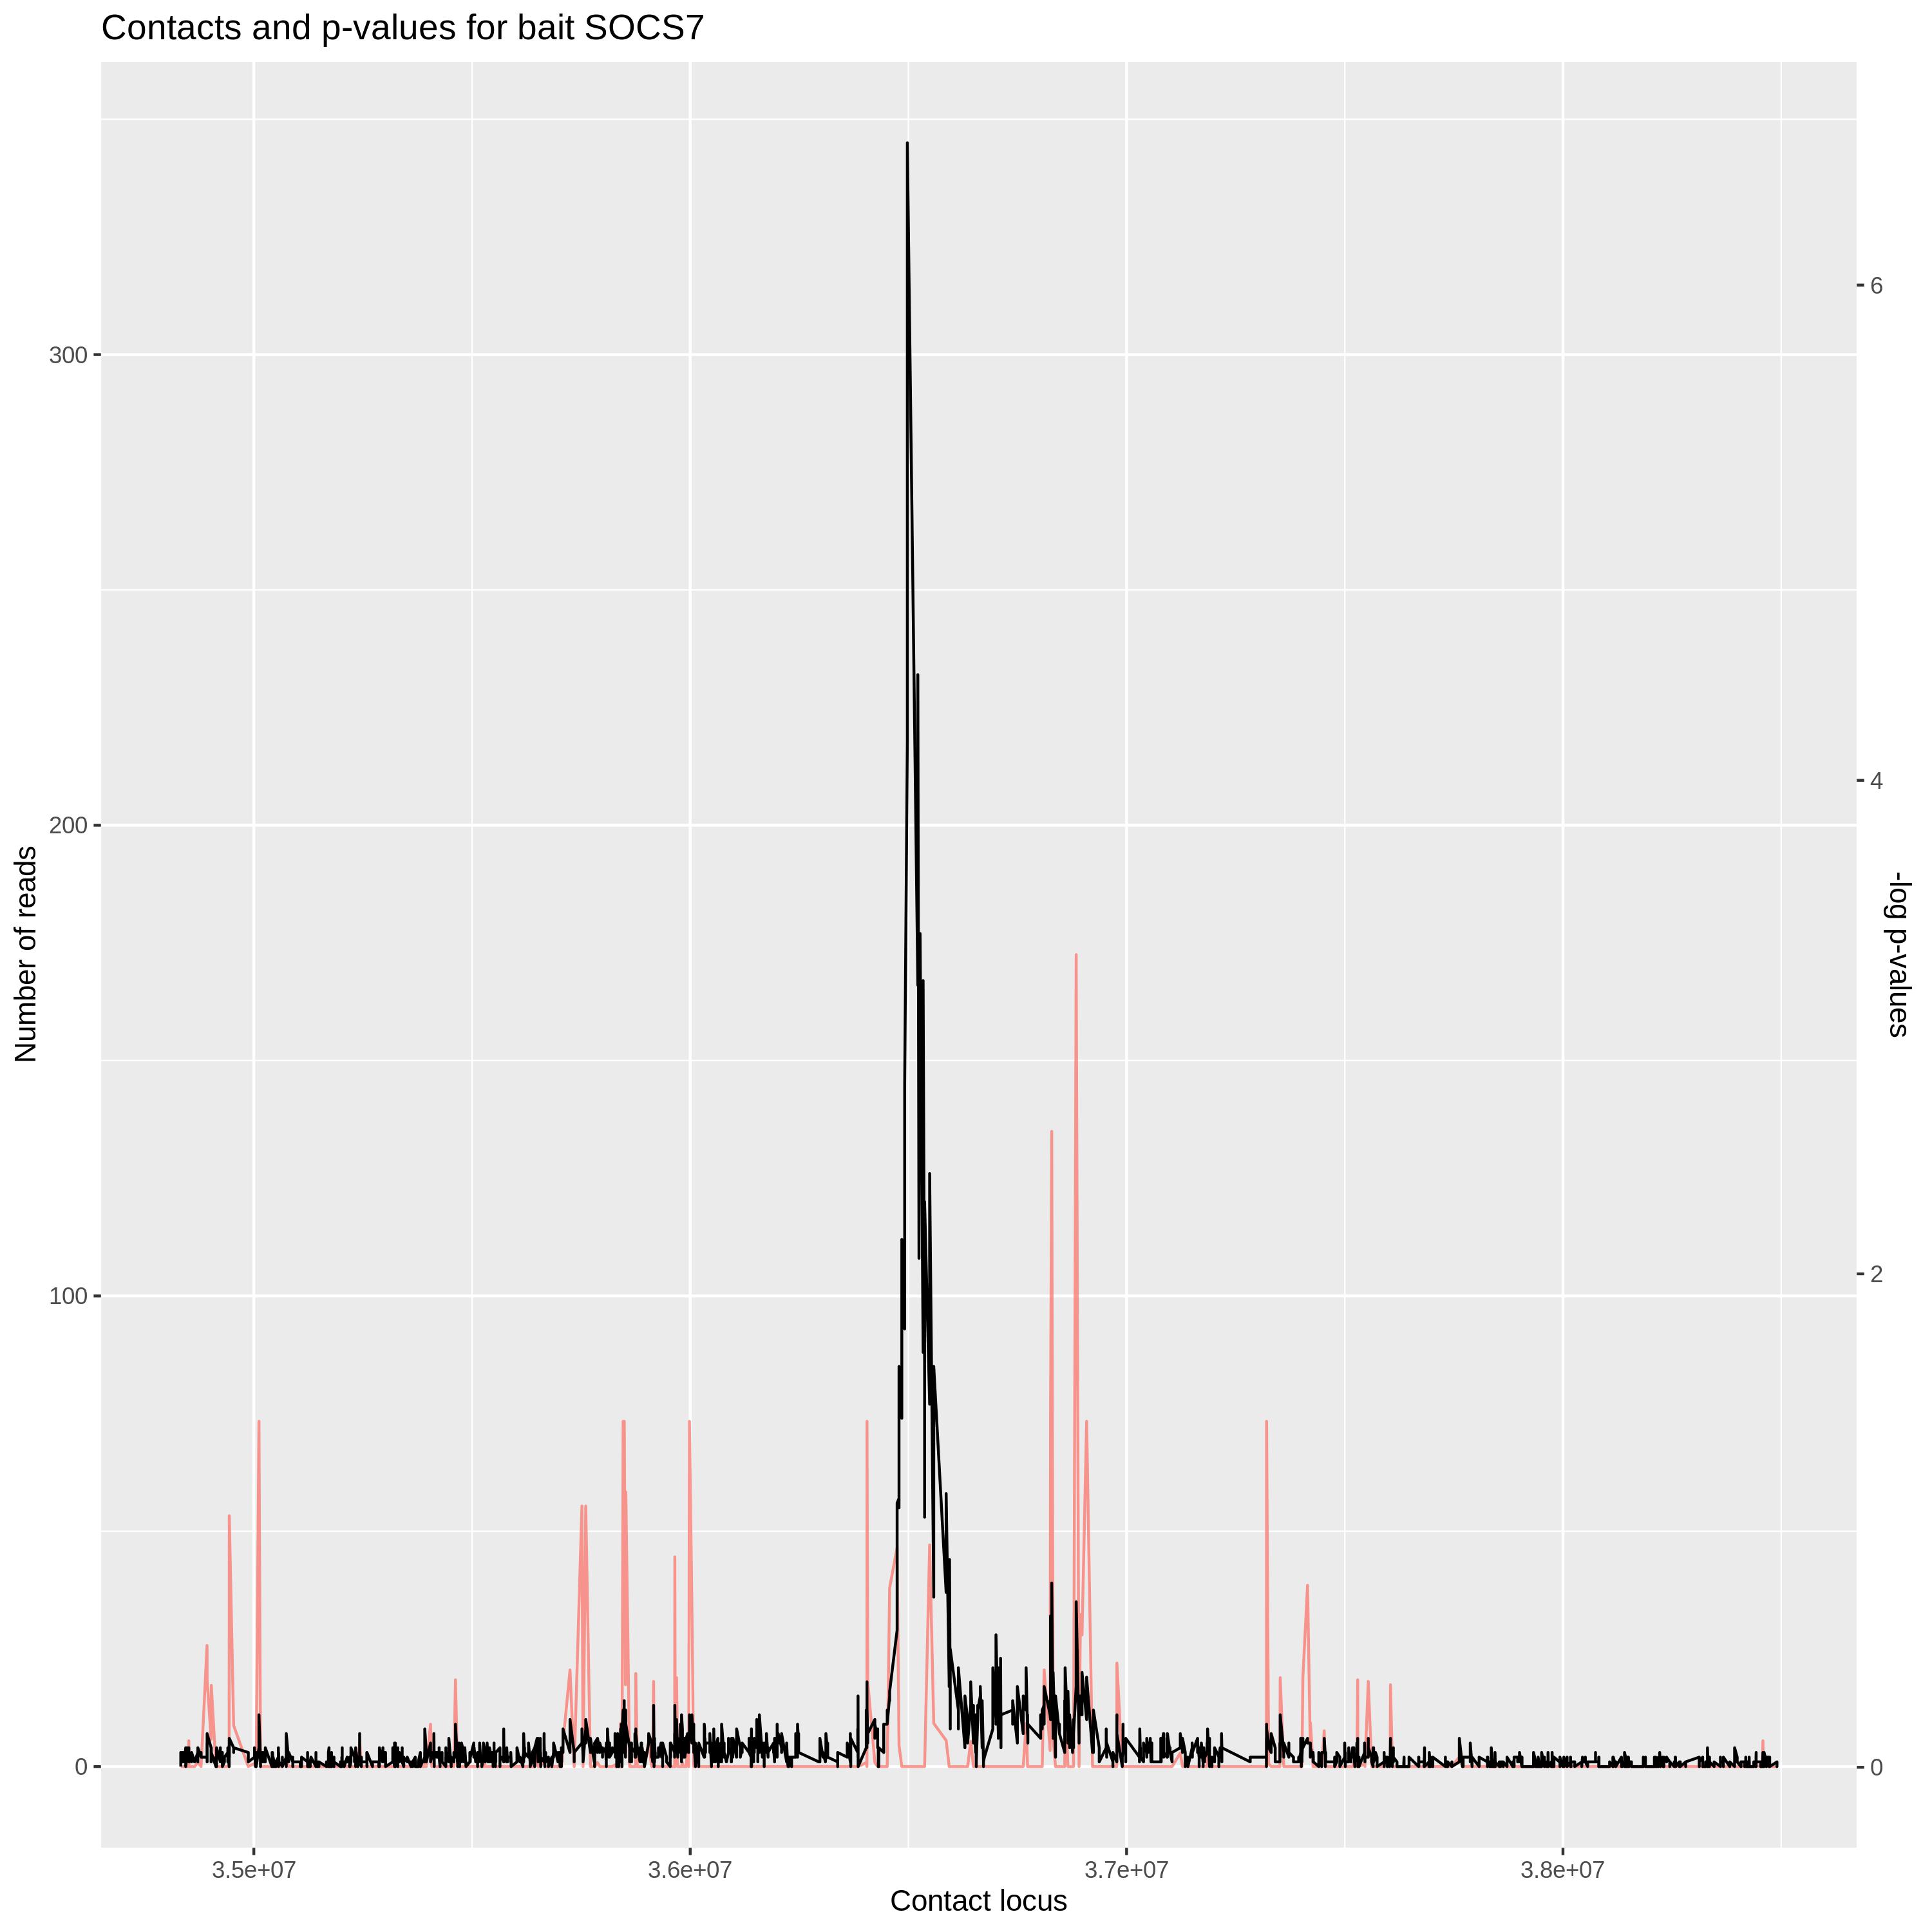 Contacts and p-values for bait SOCS7
300
200
100
0
Number of reads
6
4
2
0
-log p-values
3.5e+07
3.6e+07
3.7e+07
3.8e+07
Contact locus